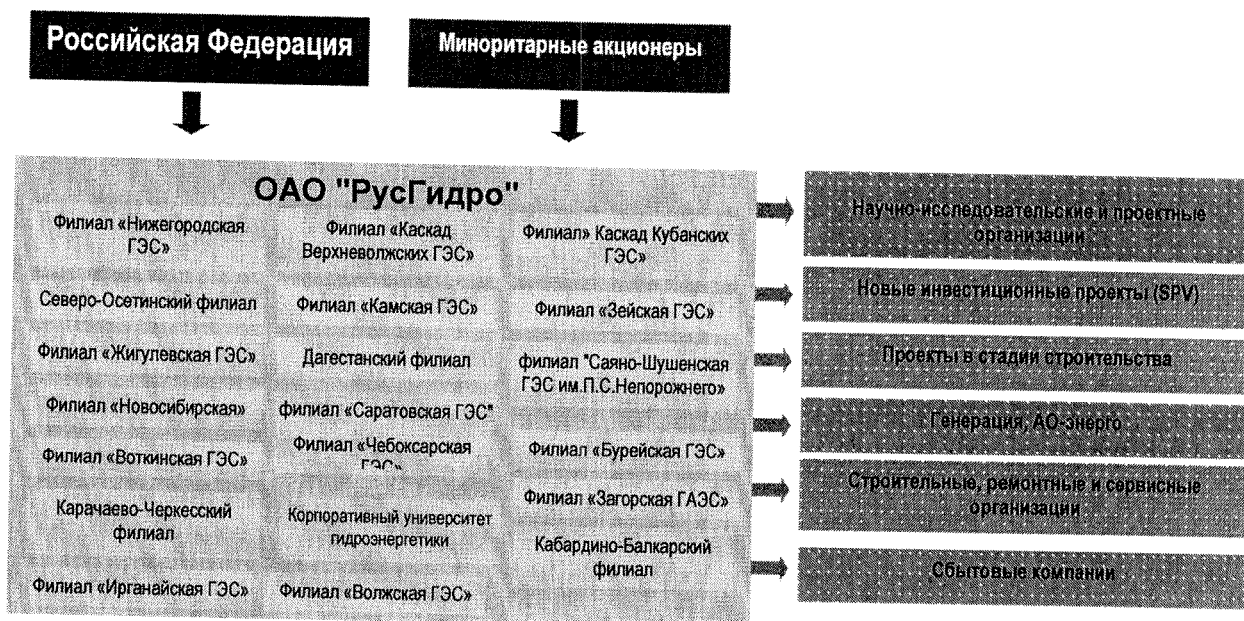 Российская Федерация
Миноритарные акционеры
ОАО "РусГидро"
Филиал «Нижегородская
ГЭС»
Филиал «Каскад
Верхневолжских ГЭС»
Филиал» Каскад Кубанских
ГЭС»
Северо-Осетинский филиал
Филиал «Камская ГЭС»
Филиал «Зейская ГЭС»
Филиал «Жигулевская ГЭС»
Дагестанский филиал
филиал "Саяно-Шушенская
ГЭС им.П.С.Непорожнего»
Филиал «Новосибирская»
филиал «Саратовская ГЭС"
Филиал «Воткинская ГЭС»
Филиал «Чебоксарская
ГЭС»
Филиал «Бурейская ГЭС»
Филиал «Загорская ГАЭС»
Карачаево-Черкесский
филиал
Корпоративный университет
гидроэнергетики
Кабардино-Балкарский
филиал
Филиал «Ирганайская ГЭС»
Филиал «Волжская ГЭС»
Научно-исследовательские и проектные
организации
Новые инвестиционные проекты (SPV)
Проекты в стадии строительства
Генерация, АО-энерго
Строительные, ремонтные и сервисные
организации
Сбытовые компании